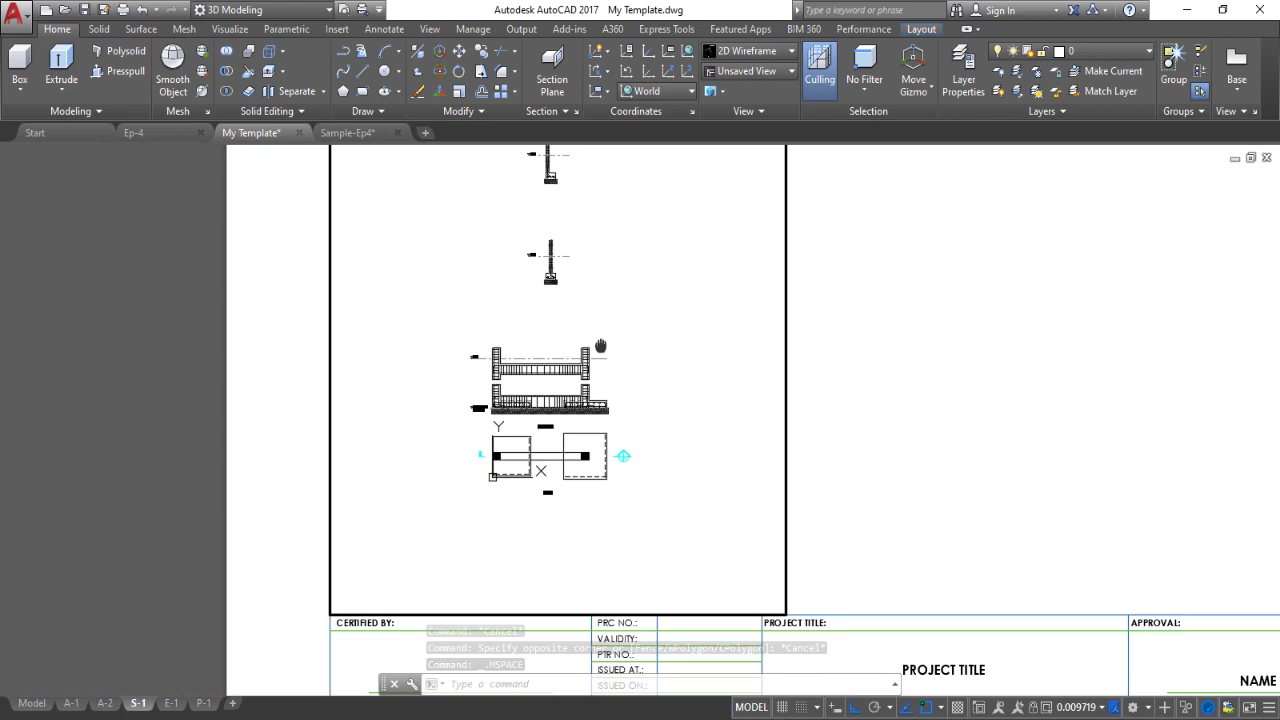 3D Modeling
Autodesk AutoCAD 2017 My Template.dwg
Type a keyword or phrase
Sign In
Home Solid Surface Mesh Visualize Parametric Insert Annotate View Manage Output Add-ins A360 Express Tools Featured Apps BIM 360 Performance Layout
Box
Extrude
Polysolid
Presspull
Smooth Object
Separate
Section Plane
World
2D Wireframe
Unsaved View
Culling
No Filter
Move Gizmo
Layer Properties
0
Make Current
Match Layer
Group
Base
Modeling Mesh Solid Editing Draw Modify Section Coordinates View Selection Layers Groups View
Start Ep-4 My Template* Sample-Ep4*
Y
X
CERTIFIED BY:
PRC NO.:
PROJECT TITLE:
APPROVAL:
Command: *Cancel*
VALIDITY:
Command: Specify opposite corner or [Fence/WPolygon/CPolygon]: *Cancel*
PTR NO.:
Command: _.MSPACE
ISSUED AT.:
PROJECT TITLE
NAME
Type a command
ISSUED ON.:
Model A-1 A-2 S-1 E-1 P-1
MODEL
0.009719